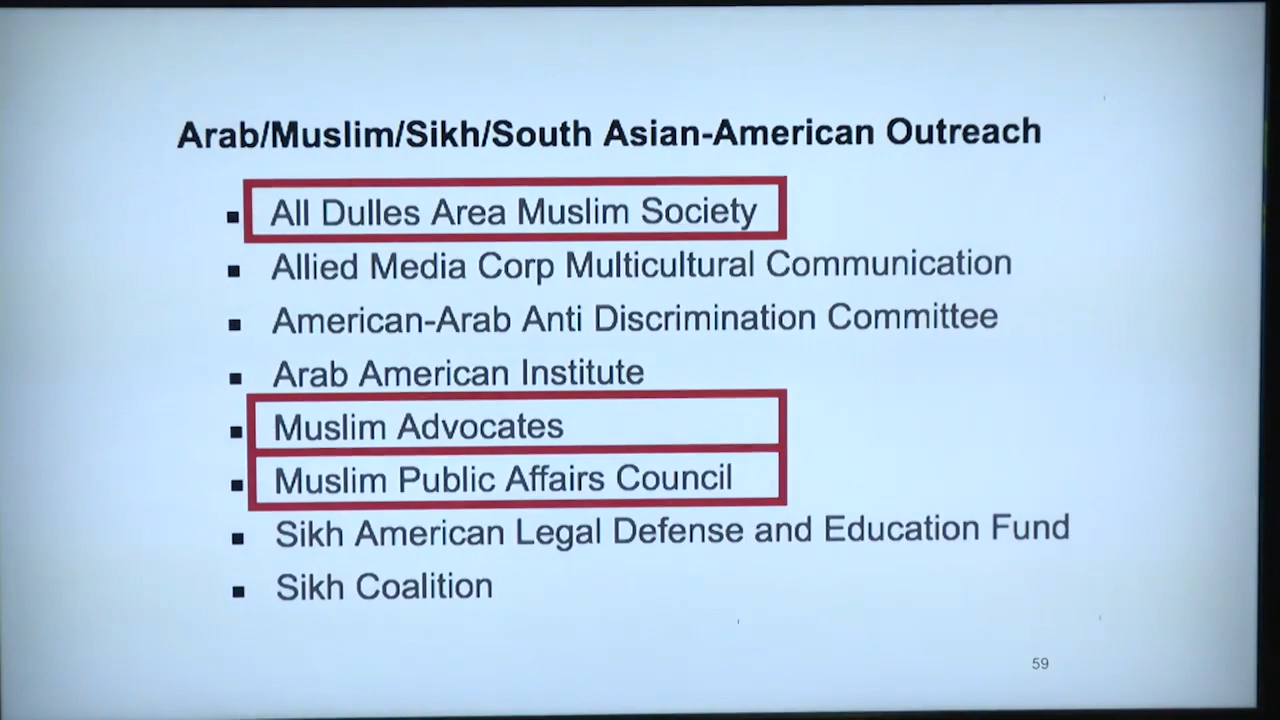 Arab/Muslim/Sikh/South Asian-American Outreach
▪ All Dulles Area Muslim Society
▪ Allied Media Corp Multicultural Communication
▪ American-Arab Anti Discrimination Committee
▪ Arab American Institute
▪ Muslim Advocates
▪ Muslim Public Affairs Council
▪ Sikh American Legal Defense and Education Fund
▪ Sikh Coalition
59